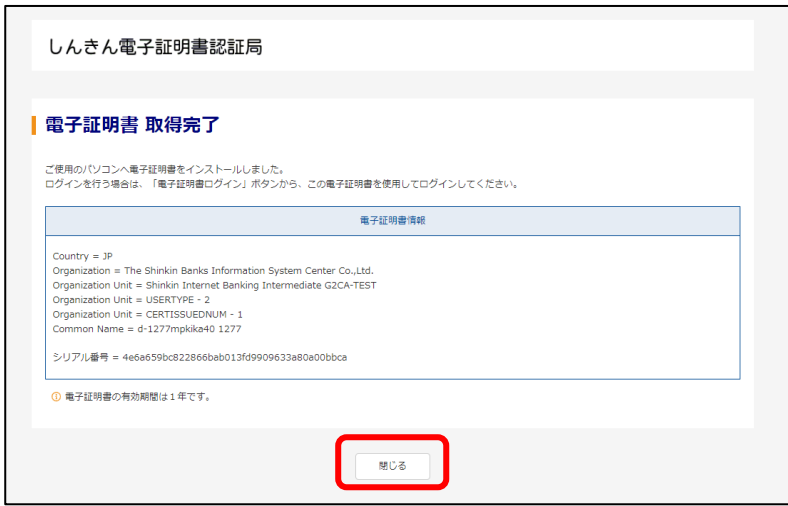 しんきん電子証明書認証局
電子証明書 取得完了
ご使用のパソコンへ電子証明書をインストールしました。
ログインを行う場合は、「電子証明書ログイン」ボタンから、この電子証明書を使用してログインしてください。
電子証明書情報
Country = JP
Organization = The Shinkin Banks Information System Center Co.,Ltd.
Organization Unit = Shinkin Internet Banking Intermediate G2CA-TEST
Organization Unit = USERTYPE - 2
Organization Unit = CERTISSUEDNUM - 1
Common Name = d-1277mpkika40 1277
シリアル番号 = 4e6a659bc822866bab013fd9909633a80a00bbca
電子証明書の有効期間は１年です。
閉じる